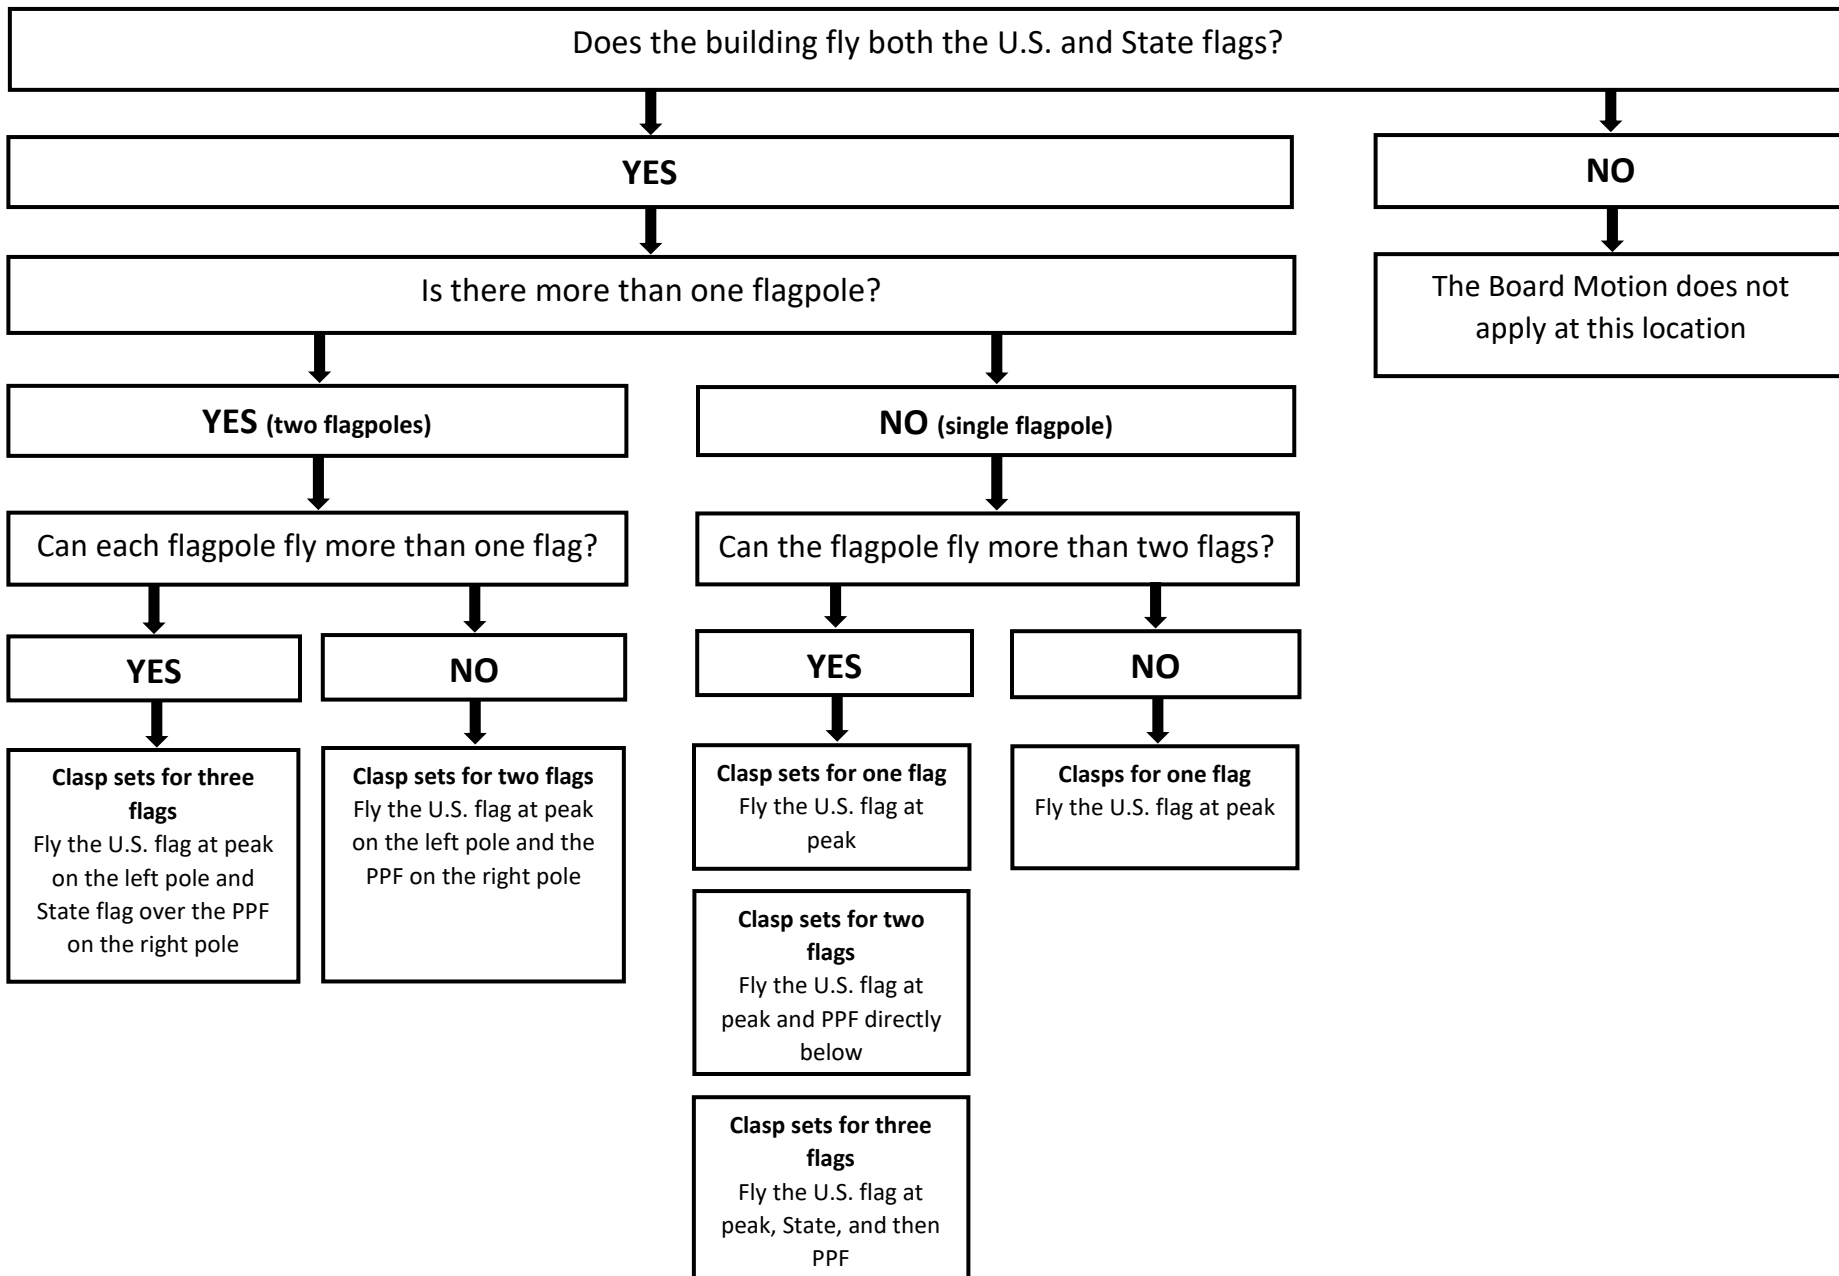 Does the building fly both the U.S. and State flags?
YES
NO
Is there more than one flagpole?
The Board Motion does not
apply at this location
YES (two flagpoles)
NO (single flagpole)
Can each flagpole fly more than one flag?
Can the flagpole fly more than two flags?
YES
NO
YES
NO
Clasp sets for three
flags
Fly the U.S. flag at peak
on the left pole and
State flag over the PPF
on the right pole
Clasp sets for two flags
Fly the U.S. flag at peak
on the left pole and the
PPF on the right pole
Clasp sets for one flag
Fly the U.S. flag at
peak
Clasps for one flag
Fly the U.S. flag at peak
Clasp sets for two
flags
Fly the U.S. flag at
peak and PPF directly
below
Clasp sets for three
flags
Fly the U.S. flag at
peak, State, and then
PPF